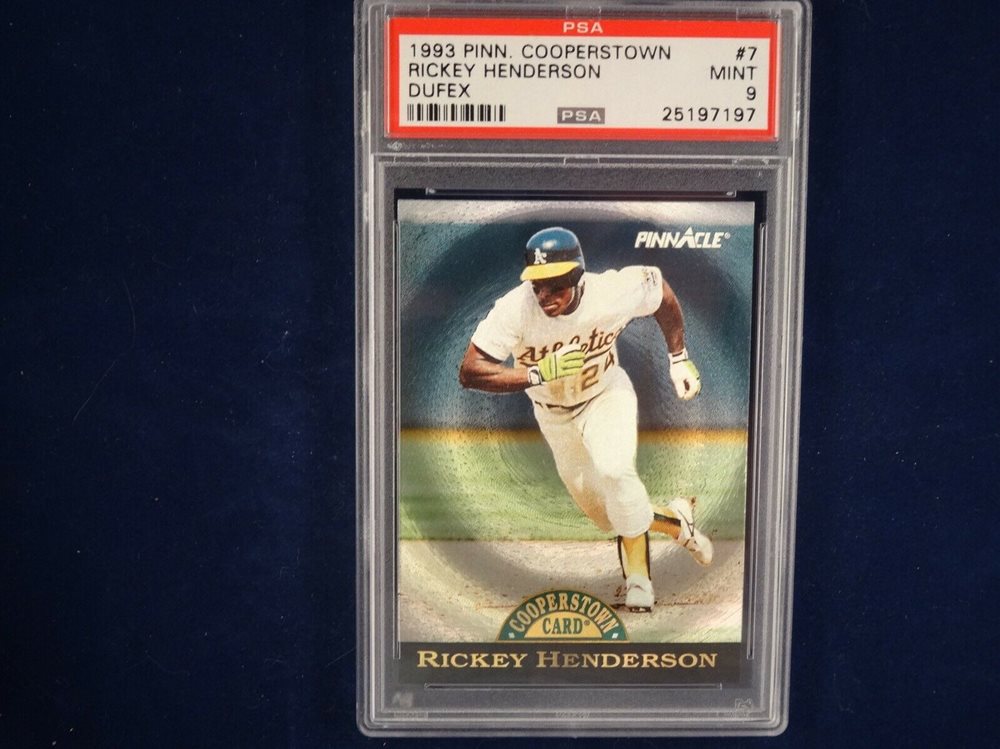 PSA
1993 PINN. COOPERSTOWN #7
RICKEY HENDERSON MINT
DUFEX 9
PSA 25197197
PINNACLE®
A's
Athletics
24
COOPERSTOWN
CARD®
RICKEY HENDERSON